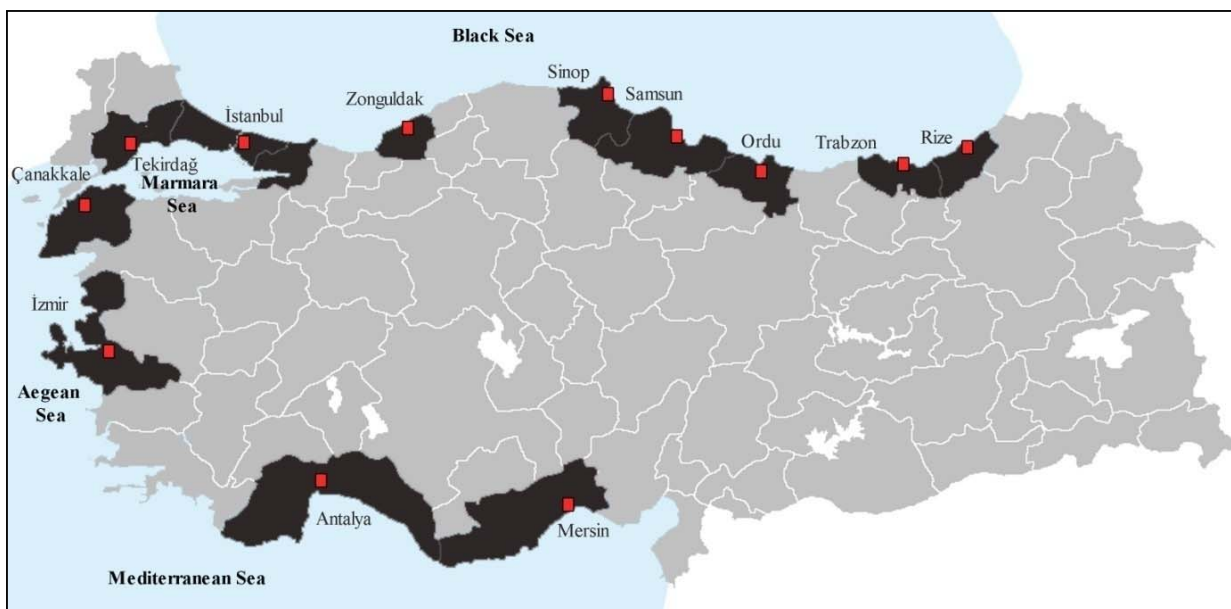 Black Sea
Sinop
Samsun
Zonguldak
İstanbul
Ordu
Trabzon
Rize
Tekirdağ
Çanakkale
Marmara
Sea
İzmir
Aegean
Sea
Antalya
Mersin
Mediterranean Sea